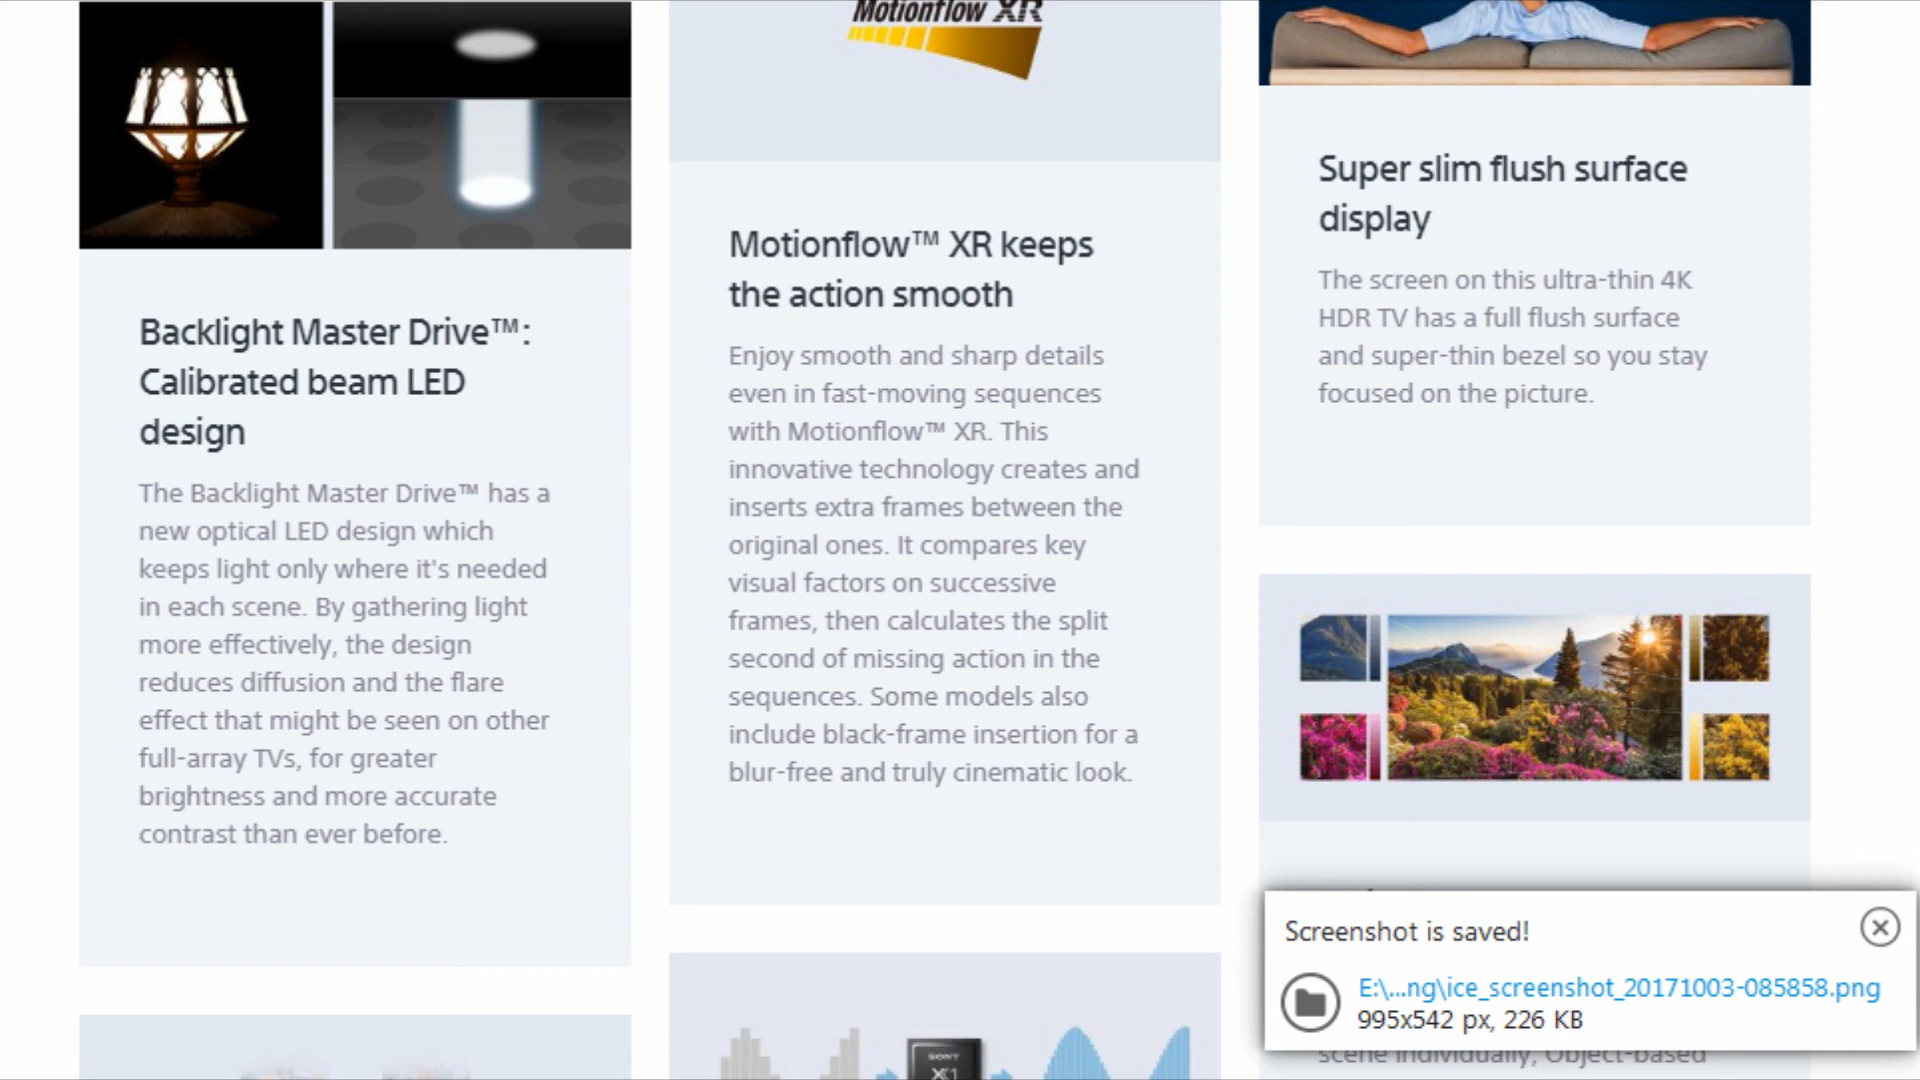 Backlight Master Drive™:
Calibrated beam LED
design
The Backlight Master Drive™ has a
new optical LED design which
keeps light only where it's needed
in each scene. By gathering light
more effectively, the design
reduces diffusion and the flare
effect that might be seen on other
full-array TVs, for greater
brightness and more accurate
contrast than ever before.
Motionflow XR
Motionflow™ XR keeps
the action smooth
Enjoy smooth and sharp details
even in fast-moving sequences
with Motionflow™ XR. This
innovative technology creates and
inserts extra frames between the
original ones. It compares key
visual factors on successive
frames, then calculates the split
second of missing action in the
sequences. Some models also
include black-frame insertion for a
blur-free and truly cinematic look.
SONY
X1
Super slim flush surface
display
The screen on this ultra-thin 4K
HDR TV has a full flush surface
and super-thin bezel so you stay
focused on the picture.
Screenshot is saved!
E:\...ng\ice_screenshot_20171003-085858.png
995x542 px, 226 KB
scene individually, Object-based